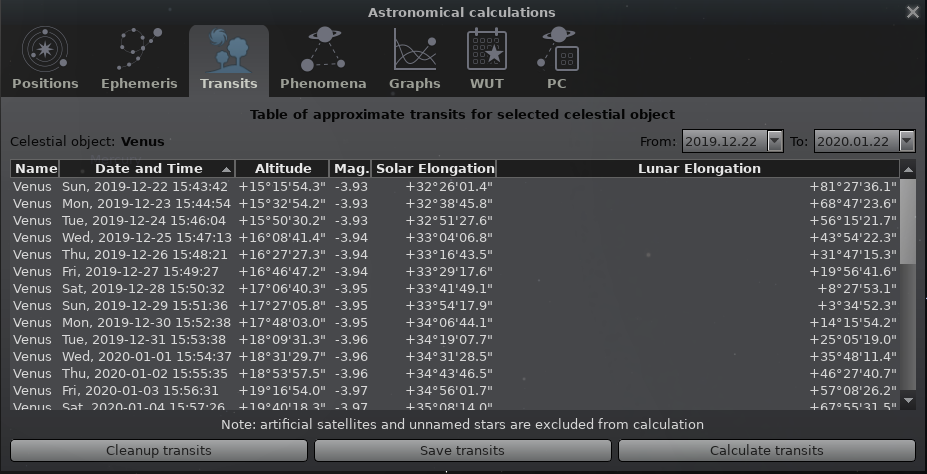 Astronomical calculations
Positions Ephemeris Transits Phenomena Graphs WUT PC
Table of approximate transits for selected celestial object
Celestial object: Venus From: 2019.12.22 To: 2020.01.22
Name Date and Time Altitude Mag. Solar Elongation Lunar Elongation
Venus Sun, 2019-12-22 15:43:42 +15°15'54.3" -3.93 +32°26'01.4" +81°27'36.1"
Venus Mon, 2019-12-23 15:44:54 +15°32'54.2" -3.93 +32°38'45.8" +68°47'23.6"
Venus Tue, 2019-12-24 15:46:04 +15°50'30.2" -3.93 +32°51'27.6" +56°15'21.7"
Venus Wed, 2019-12-25 15:47:13 +16°08'41.4" -3.94 +33°04'06.8" +43°54'22.3"
Venus Thu, 2019-12-26 15:48:21 +16°27'27.3" -3.94 +33°16'43.5" +31°47'15.3"
Venus Fri, 2019-12-27 15:49:27 +16°46'47.2" -3.94 +33°29'17.6" +19°56'41.6"
Venus Sat, 2019-12-28 15:50:32 +17°06'40.3" -3.95 +33°41'49.1" +8°27'53.1"
Venus Sun, 2019-12-29 15:51:36 +17°27'05.8" -3.95 +33°54'17.9" +3°34'52.3"
Venus Mon, 2019-12-30 15:52:38 +17°48'03.0" -3.95 +34°06'44.1" +14°15'54.2"
Venus Tue, 2019-12-31 15:53:38 +18°09'31.3" -3.96 +34°19'07.7" +25°05'19.0"
Venus Wed, 2020-01-01 15:54:37 +18°31'29.7" -3.96 +34°31'28.5" +35°48'11.4"
Venus Thu, 2020-01-02 15:55:35 +18°53'57.5" -3.96 +34°43'46.5" +46°27'40.7"
Venus Fri, 2020-01-03 15:56:31 +19°16'54.0" -3.97 +34°56'01.7" +57°08'26.2"
Venus Sat, 2020-01-04 15:57:26 +19°40'18.3" -3.97 +35°08'14.0" +67°55'31.5"
Note: artificial satellites and unnamed stars are excluded from calculation
Cleanup transits Save transits Calculate transits